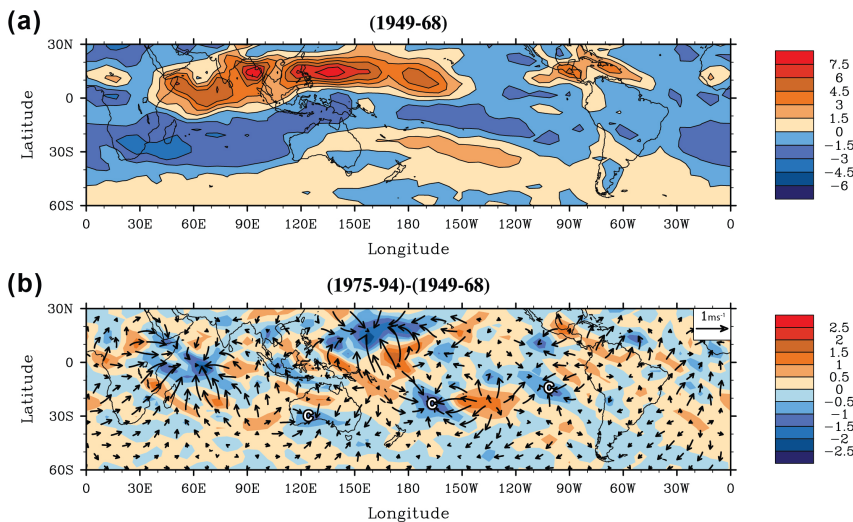 (a)
(1949-68)
30N
0
30S
60S
Latitude
0 30E 60E 90E 120E 150E 180 150W 120W 90W 60W 30W 0
Longitude
7.5
6
4.5
3
1.5
0
-1.5
-3
-4.5
-6
(b)
(1975-94)-(1949-68)
30N
0
30S
60S
Latitude
1ms⁻¹
C
C
C
0 30E 60E 90E 120E 150E 180 150W 120W 90W 60W 30W 0
Longitude
2.5
2
1.5
1
0.5
0
-0.5
-1
-1.5
-2
-2.5